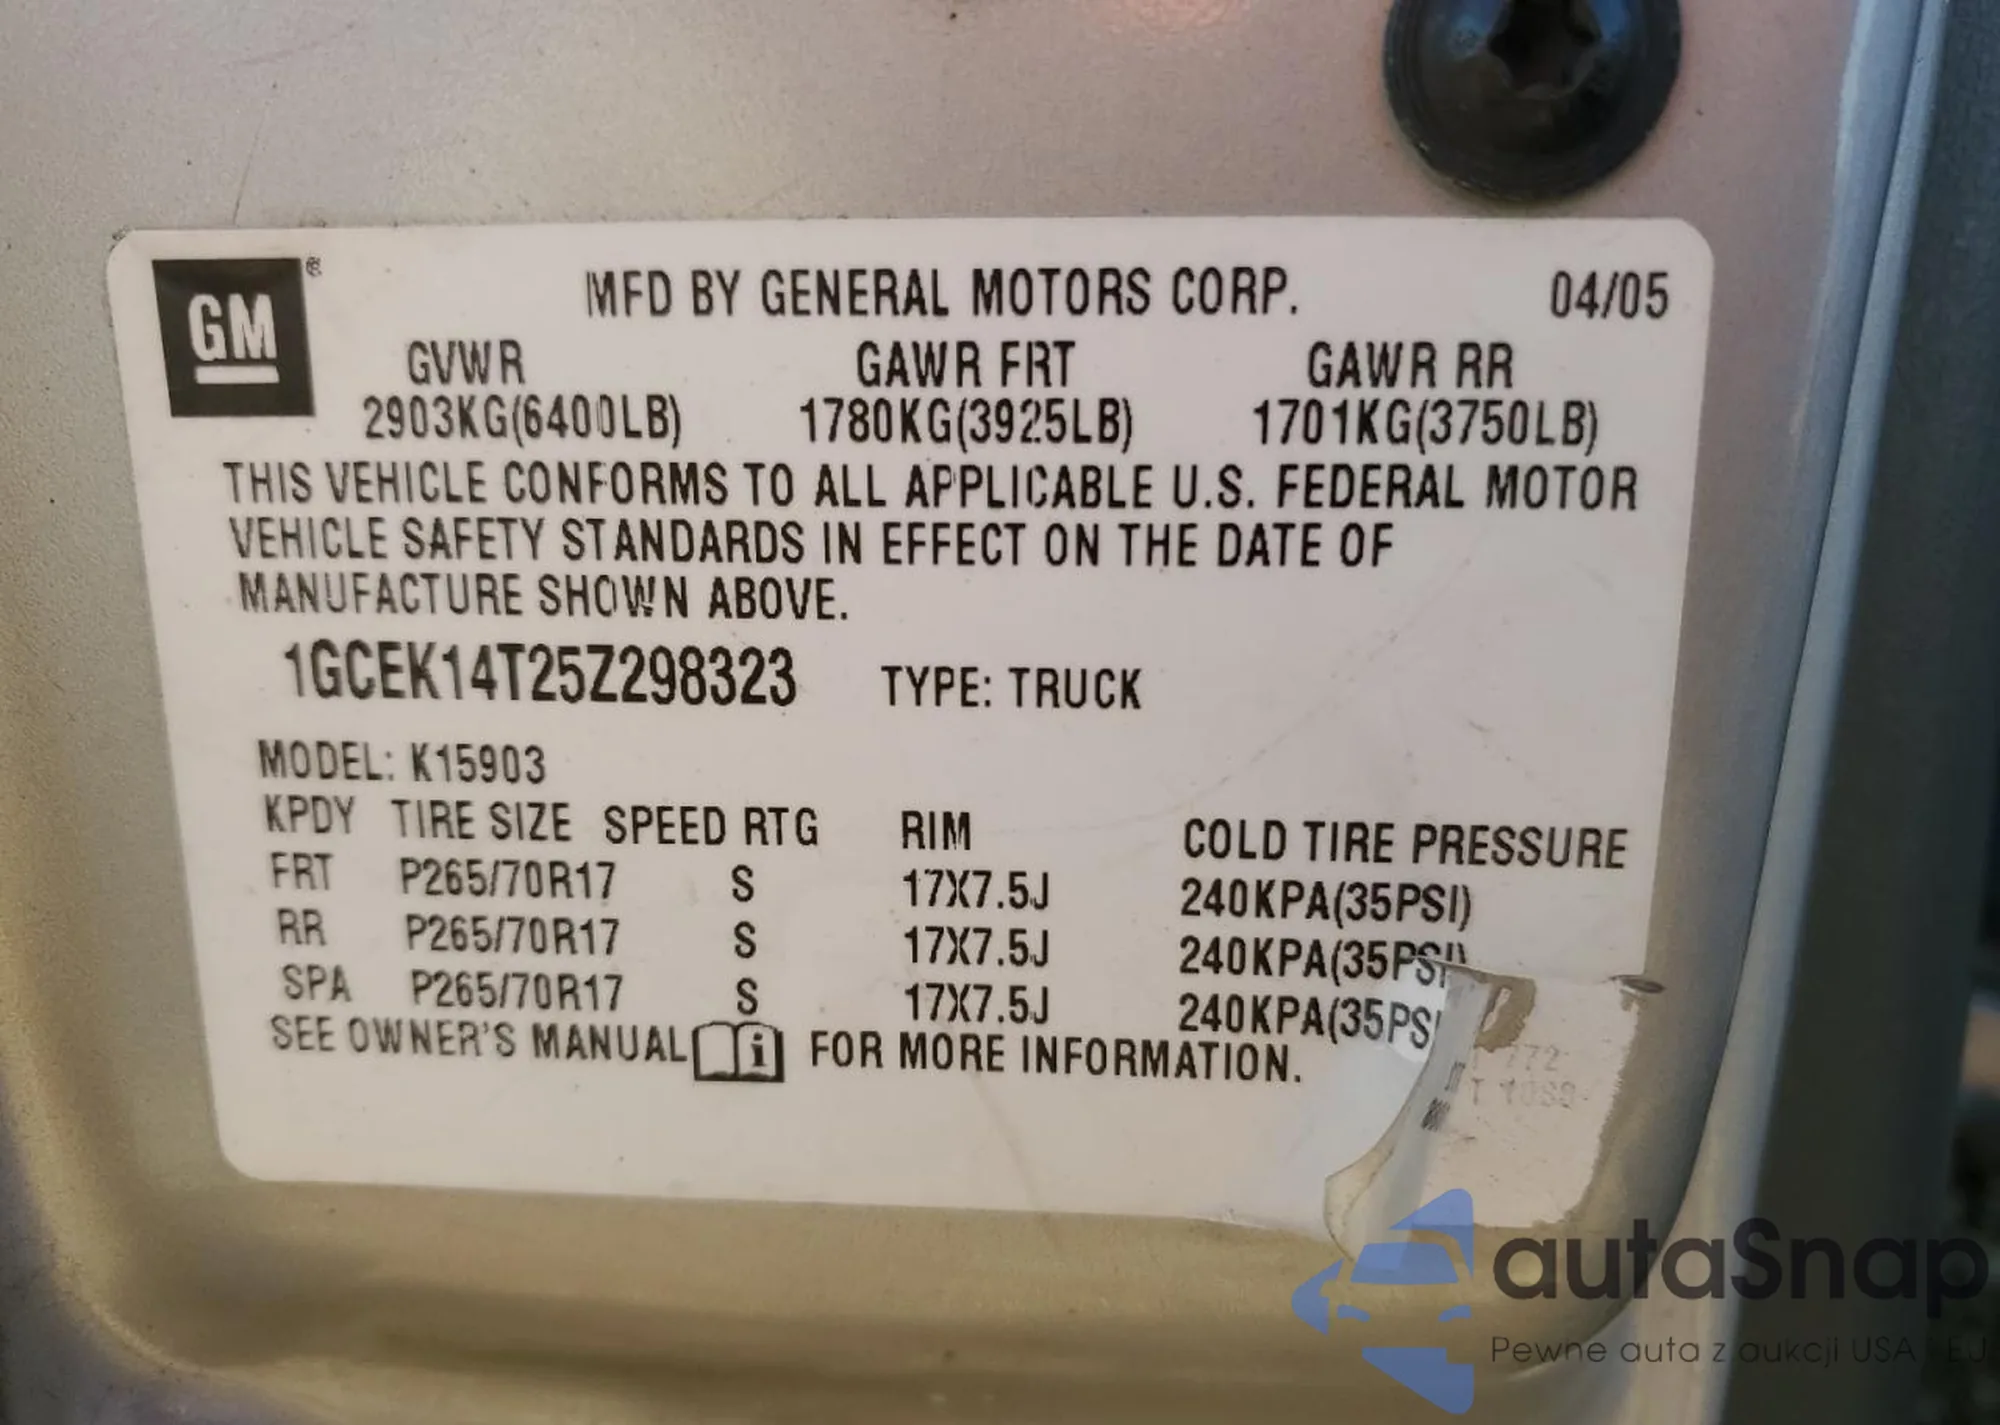 GM ®
MFD BY GENERAL MOTORS CORP. 04/05
GVWR GAWR FRT GAWR RR
2903KG(6400LB) 1780KG(3925LB) 1701KG(3750LB)
THIS VEHICLE CONFORMS TO ALL APPLICABLE U.S. FEDERAL MOTOR
VEHICLE SAFETY STANDARDS IN EFFECT ON THE DATE OF
MANUFACTURE SHOWN ABOVE.
1GCEK14T25Z298323 TYPE: TRUCK
MODEL: K15903
KPDY TIRE SIZE SPEED RTG RIM COLD TIRE PRESSURE
FRT P265/70R17 S 17X7.5J 240KPA(35PSI)
RR P265/70R17 S 17X7.5J 240KPA(35PSI)
SPA P265/70R17 S 17X7.5J 240KPA(35PS
SEE OWNER'S MANUAL i FOR MORE INFORMATION.
772
autaSnap
Pewne auta z aukcji USA EU